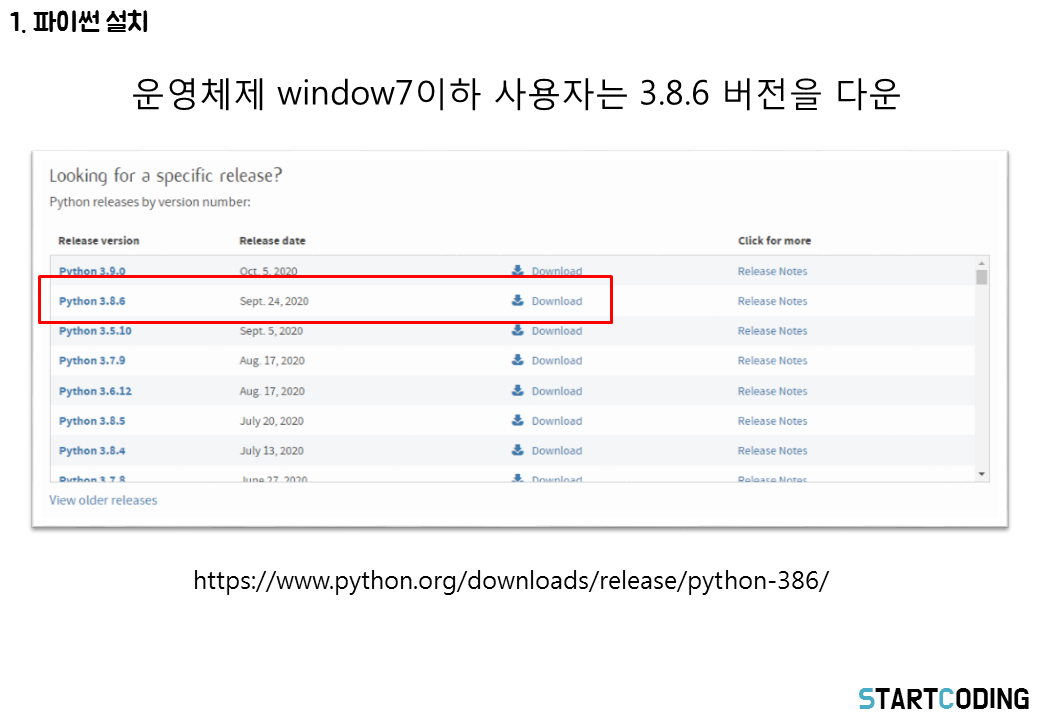 1. 파이썬 설치
운영체제 window7이하 사용자는 3.8.6 버전을 다운
Looking for a specific release?
Python releases by version number:
Release version Release date Click for more
Python 3.9.0 Oct. 5, 2020 Download Release Notes
Python 3.8.6 Sept. 24, 2020 Download Release Notes
Python 3.5.10 Sept. 5, 2020 Download Release Notes
Python 3.7.9 Aug. 17, 2020 Download Release Notes
Python 3.6.12 Aug. 17, 2020 Download Release Notes
Python 3.8.5 July 20, 2020 Download Release Notes
Python 3.8.4 July 13, 2020 Download Release Notes
Python 3.7.8 June 27, 2020 Download Release Notes
View older releases
https://www.python.org/downloads/release/python-386/
STARTCODING